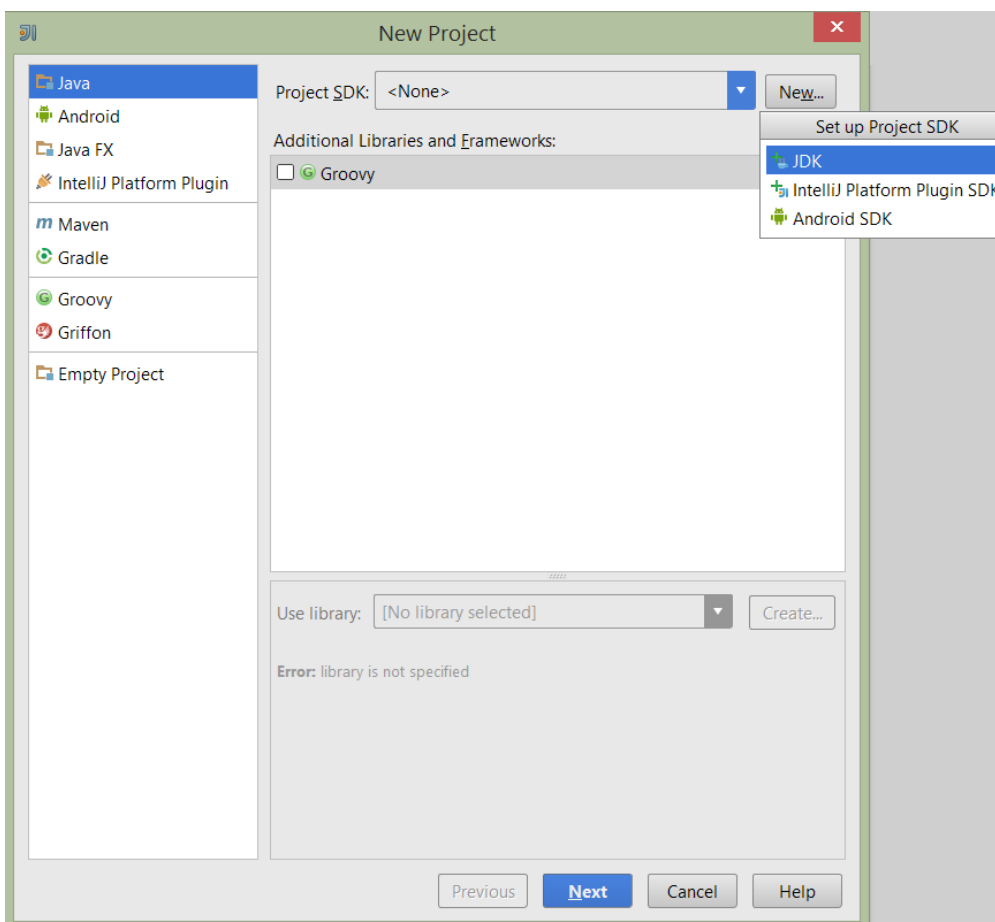 New Project
Java
Android
Java FX
IntelliJ Platform Plugin
Maven
Gradle
Groovy
Griffon
Empty Project
Project SDK: <None> New...
Set up Project SDK
JDK
IntelliJ Platform Plugin SDK
Android SDK
Additional Libraries and Frameworks:
Groovy
Use library: [No library selected] Create...
Error: library is not specified
Previous Next Cancel Help